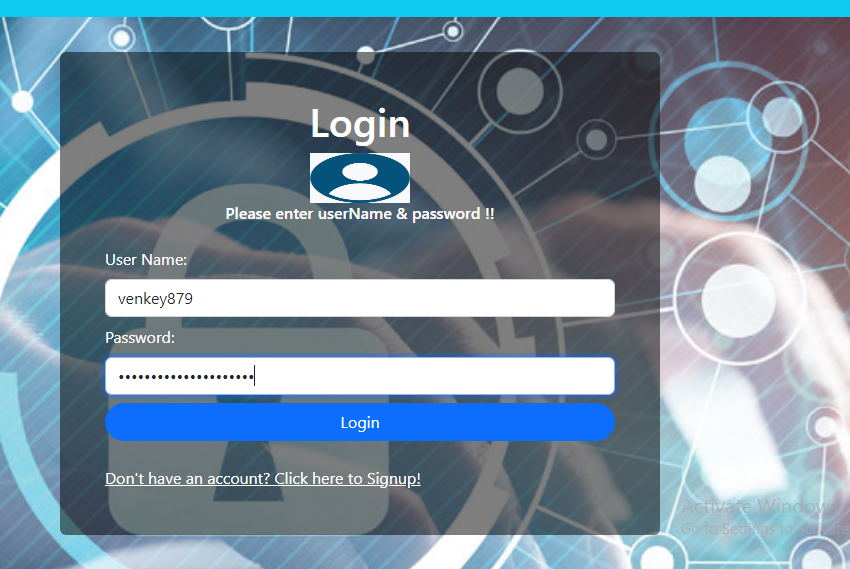 Login
Please enter userName & password !!
User Name:
venkey879
Password:
•••••••••••••••••••••
Login
Don't have an account? Click here to Signup!
Activate Window
Go to Settings to